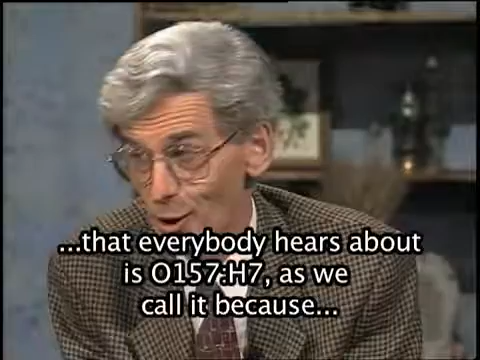 ...that everybody hears about
is O157:H7, as we
call it because...